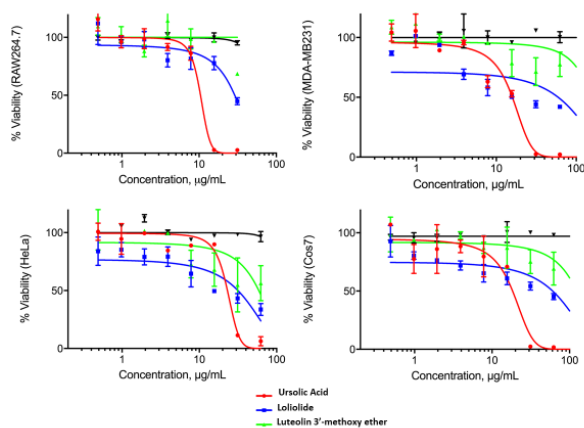 % Viability (RAW264.7)
100
50
0
1
10
100
Concentration, µg/mL
% Viability (MDA-MB231)
100
50
0
1
10
100
Concentration, µg/mL
% Viability (HeLa)
100
50
0
1
10
100
Concentration, µg/mL
% Viability (Cos7)
100
50
0
1
10
100
Concentration, µg/mL
Ursolic Acid
Loliolide
Luteolin 3'-methoxy ether